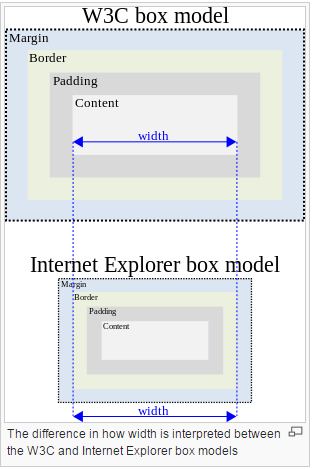 W3C box model
Margin
Border
Padding
Content
width
Internet Explorer box model
Margin
Border
Padding
Content
width
The difference in how width is interpreted between
the W3C and Internet Explorer box models